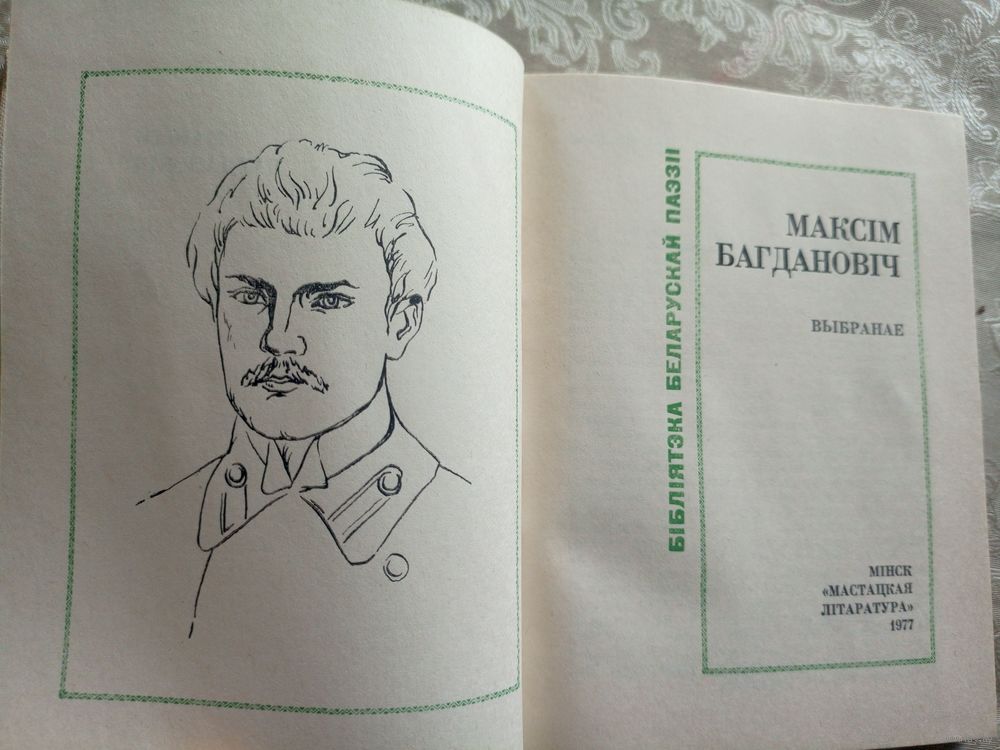 БІБЛІЯТЭКА БЕЛАРУСКАЙ ПАЭЗІІ
МАКСІМ
БАГДАНОВІЧ
ВЫБРАНАЕ
МІНСК
«МАСТАЦКАЯ
ЛІТАРАТУРА»
1977